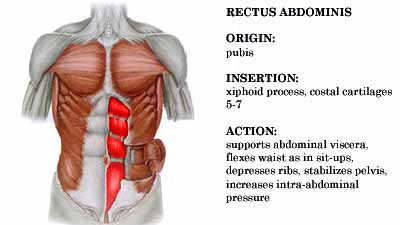 RECTUS ABDOMINIS
ORIGIN:
pubis
INSERTION:
xiphoid process, costal cartilages
5-7
ACTION:
supports abdominal viscera,
flexes waist as in sit-ups,
depresses ribs, stabilizes pelvis,
increases intra-abdominal
pressure